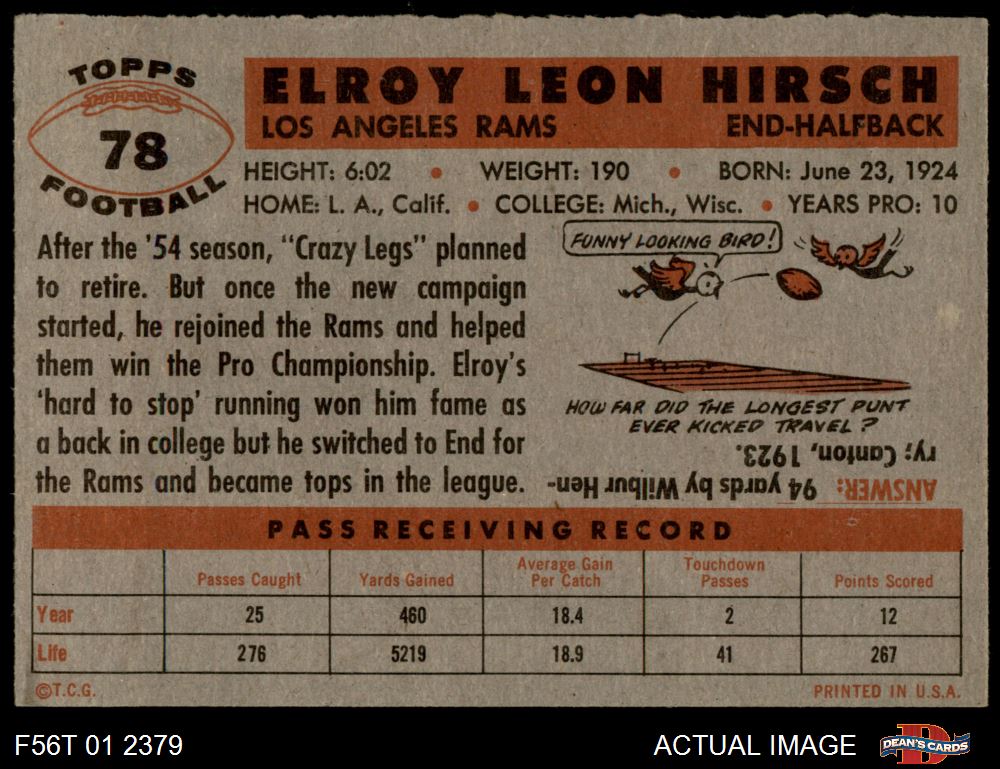 TOPPS
78
FOOTBALL
ELROY LEON HIRSCH
LOS ANGELES RAMS END-HALFBACK
HEIGHT: 6:02 • WEIGHT: 190 • BORN: June 23, 1924
HOME: L. A., Calif. • COLLEGE: Mich., Wisc. • YEARS PRO: 10
After the '54 season, "Crazy Legs" planned
to retire. But once the new campaign
started, he rejoined the Rams and helped
them win the Pro Championship. Elroy's
'hard to stop' running won him fame as
a back in college but he switched to End for
the Rams and became tops in the league.
FUNNY LOOKING BIRD!
HOW FAR DID THE LONGEST PUNT
EVER KICKED TRAVEL?
ANSWER: 94 yards by Wilbur Hen-
ry; Canton, 1923.
PASS RECEIVING RECORD
Passes Caught Yards Gained Average Gain Per Catch Touchdown Passes Points Scored
Year 25 460 18.4 2 12
Life 276 5219 18.9 41 267
©T.C.G. PRINTED IN U.S.A.
F56T 01 2379 ACTUAL IMAGE D DEAN'S CARDS